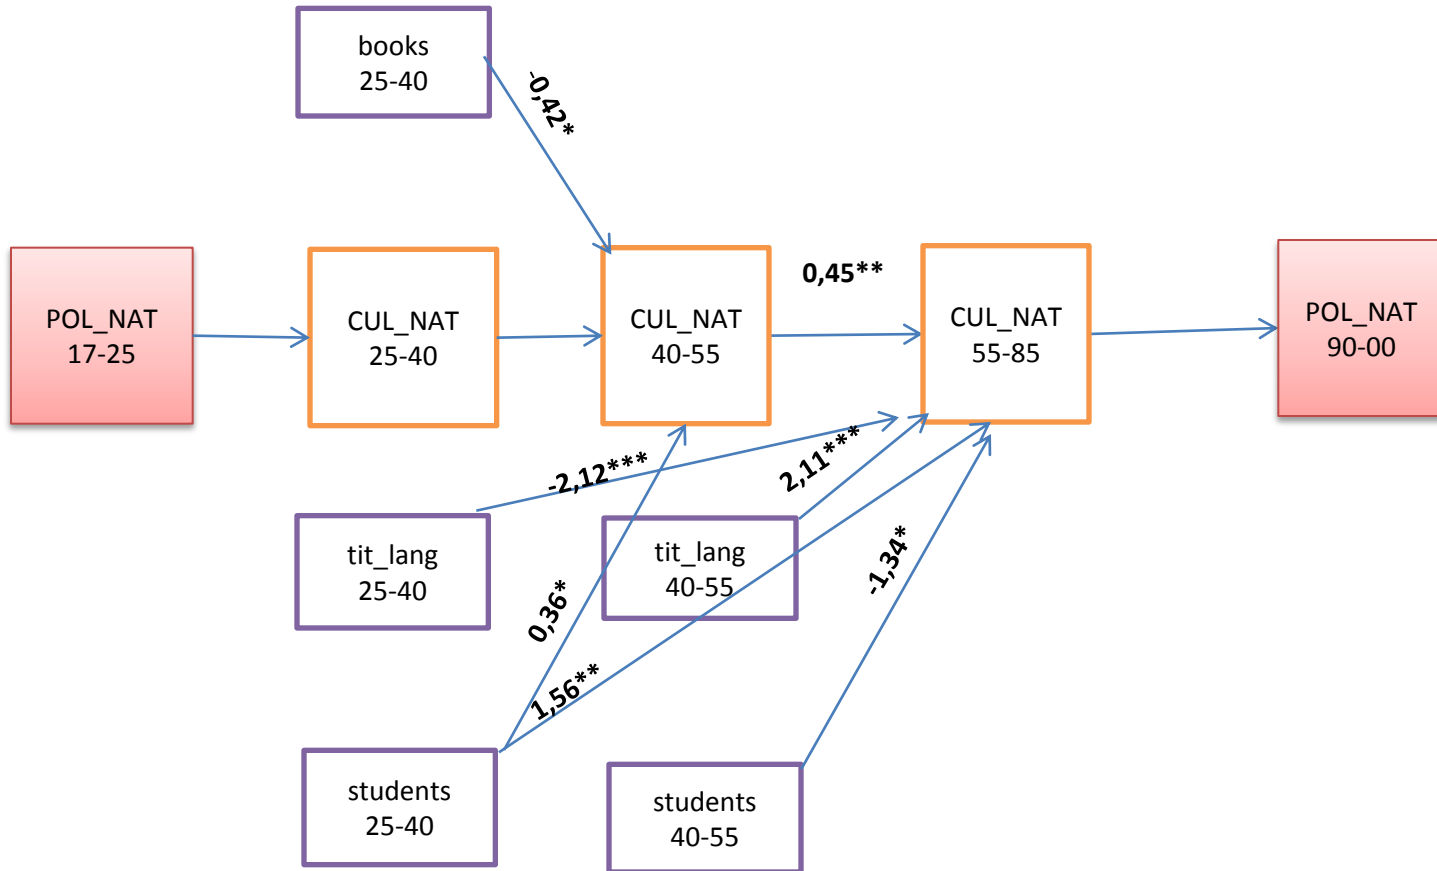 books
25-40
-0,42*
POL_NAT
17-25
CUL_NAT
25-40
CUL_NAT
40-55
0,45**
CUL_NAT
55-85
POL_NAT
90-00
-2,12***
2,11***
tit_lang
25-40
tit_lang
40-55
-1,34*
0,36*
1,56**
students
25-40
students
40-55